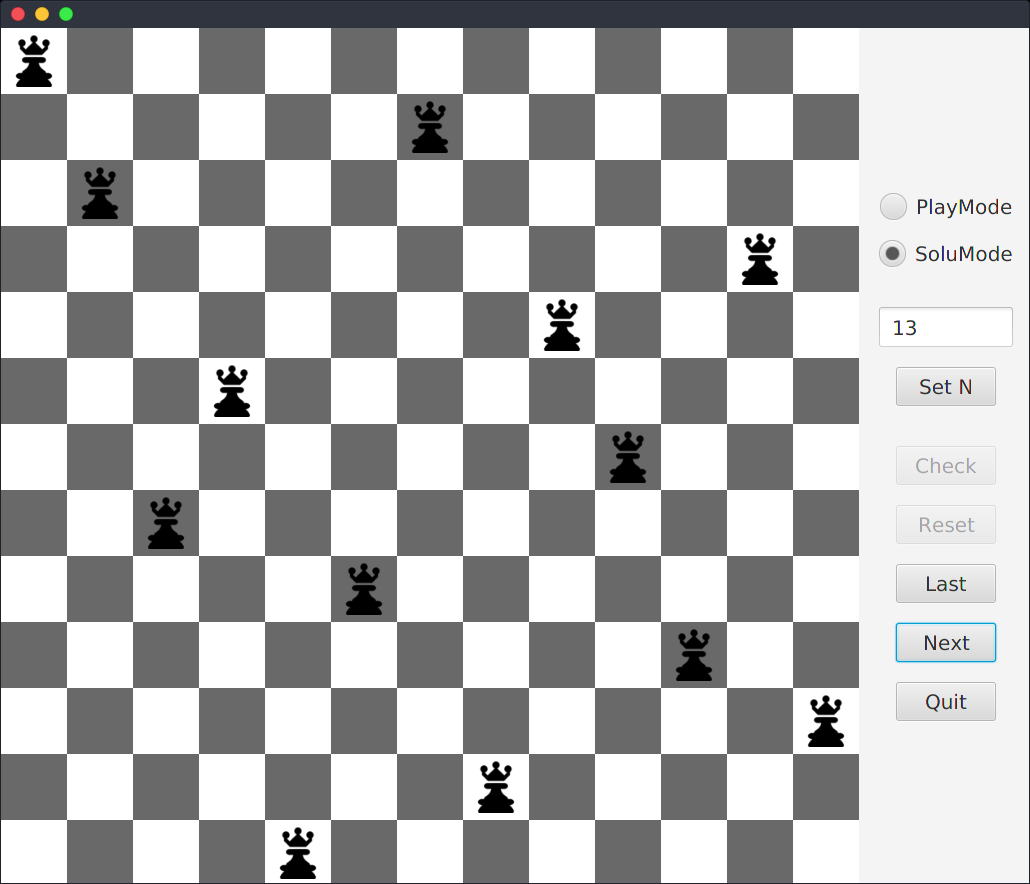 PlayMode
SoluMode
13
Set N
Check
Reset
Last
Next
Quit